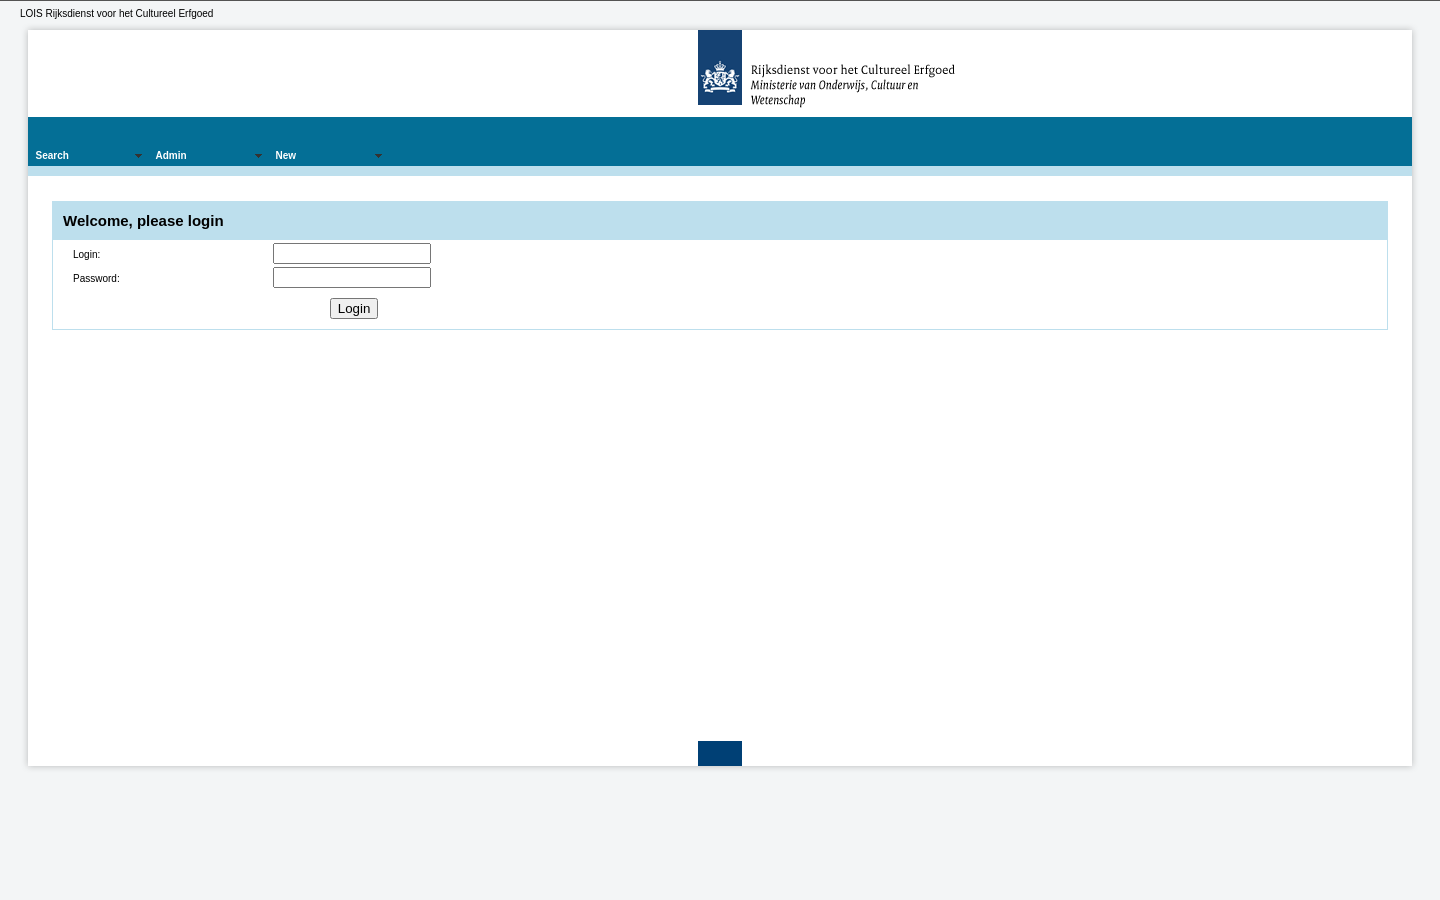 LOIS Rijksdienst voor het Cultureel Erfgoed
Rijksdienst voor het Cultureel Erfgoed
Ministerie van Onderwijs, Cultuur en
Wetenschap
Search Admin New
Welcome, please login
Login:
Password:
Login